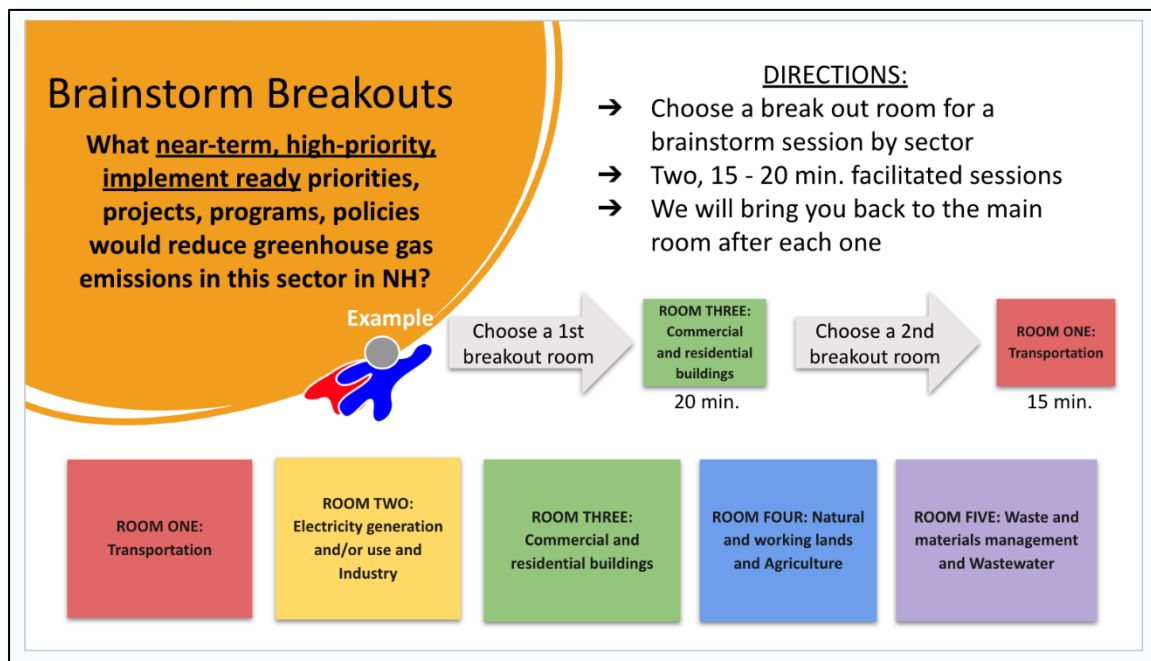 Brainstorm Breakouts
What near-term, high-priority,
implement ready priorities,
projects, programs, policies
would reduce greenhouse gas
emissions in this sector in NH?
DIRECTIONS:
➔ Choose a break out room for a
brainstorm session by sector
➔ Two, 15 - 20 min. facilitated sessions
➔ We will bring you back to the main
room after each one
Example
Choose a 1st
breakout room
ROOM THREE:
Commercial
and residential
buildings
20 min.
Choose a 2nd
breakout room
ROOM ONE:
Transportation
15 min.
ROOM ONE:
Transportation
ROOM TWO:
Electricity generation
and/or use and
Industry
ROOM THREE:
Commercial and
residential buildings
ROOM FOUR: Natural
and working lands
and Agriculture
ROOM FIVE: Waste and
materials management
and Wastewater